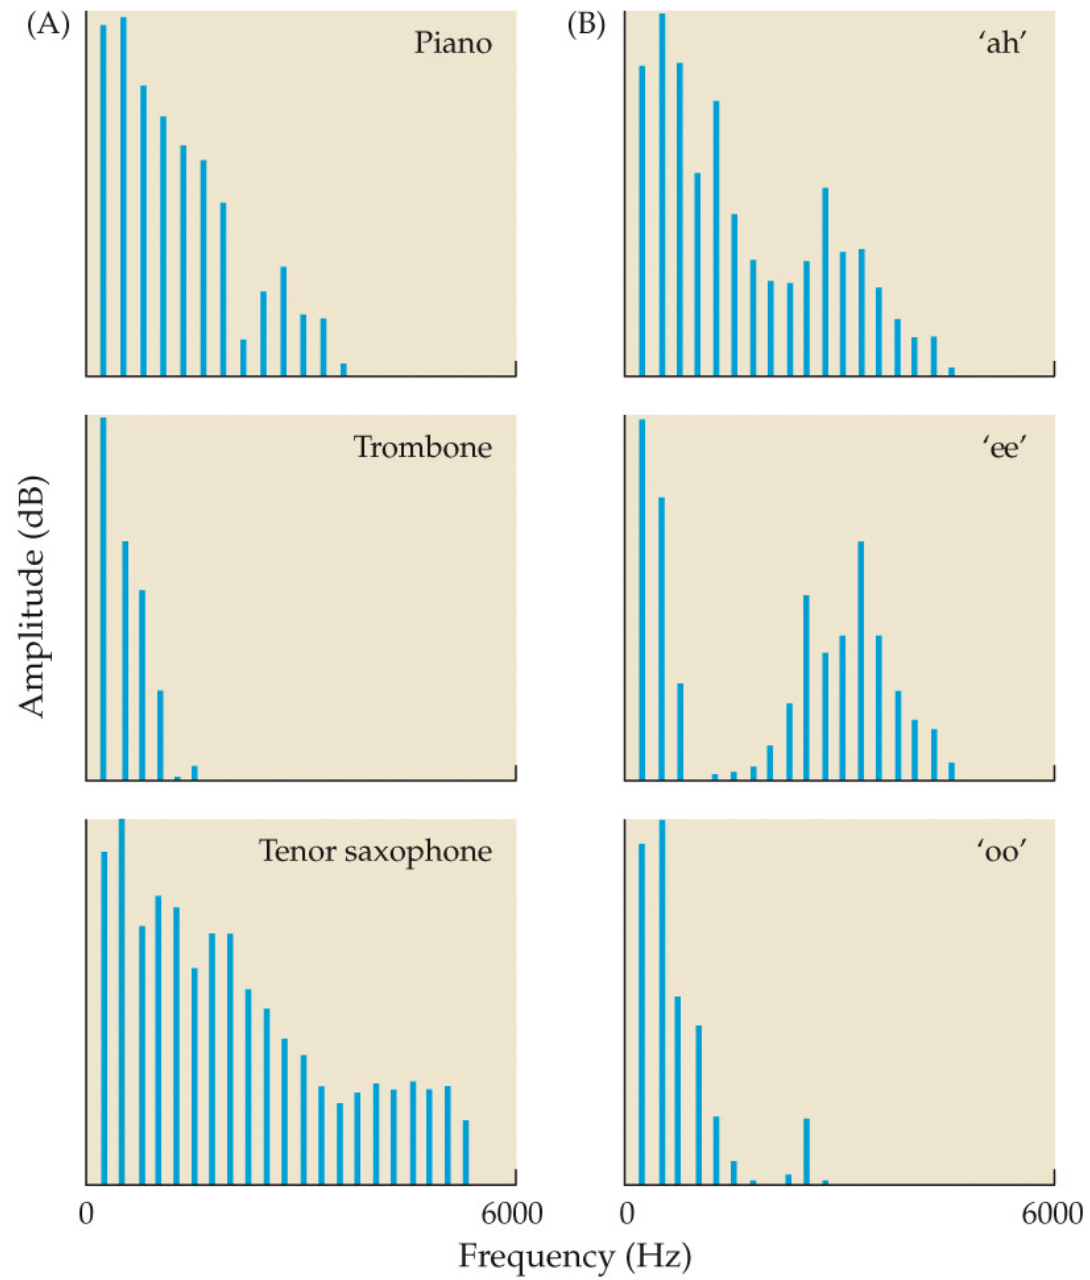 (A)
Piano
(B)
‘ah’
Trombone
‘ee’
Amplitude (dB)
Tenor saxophone
‘oo’
0
6000
0
6000
Frequency (Hz)